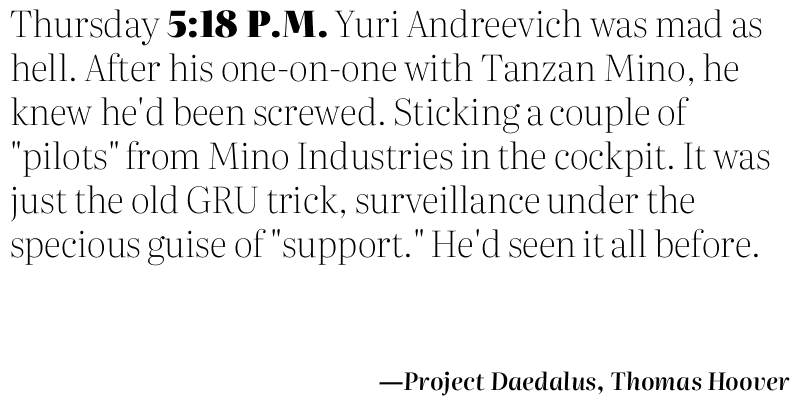 Thursday 5:18 P.M. Yuri Andreevich was mad as
hell. After his one-on-one with Tanzan Mino, he
knew he'd been screwed. Sticking a couple of
"pilots" from Mino Industries in the cockpit. It was
just the old GRU trick, surveillance under the
specious guise of "support." He'd seen it all before.
—Project Daedalus, Thomas Hoover